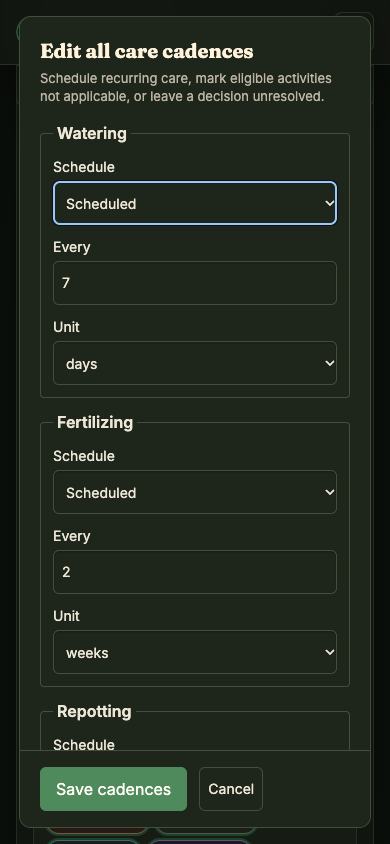 Edit all care cadences
Schedule recurring care, mark eligible activities
not applicable, or leave a decision unresolved.
Watering
Schedule
Scheduled
Every
7
Unit
days
Fertilizing
Schedule
Scheduled
Every
2
Unit
weeks
Repotting
Schedule
Save cadences
Cancel